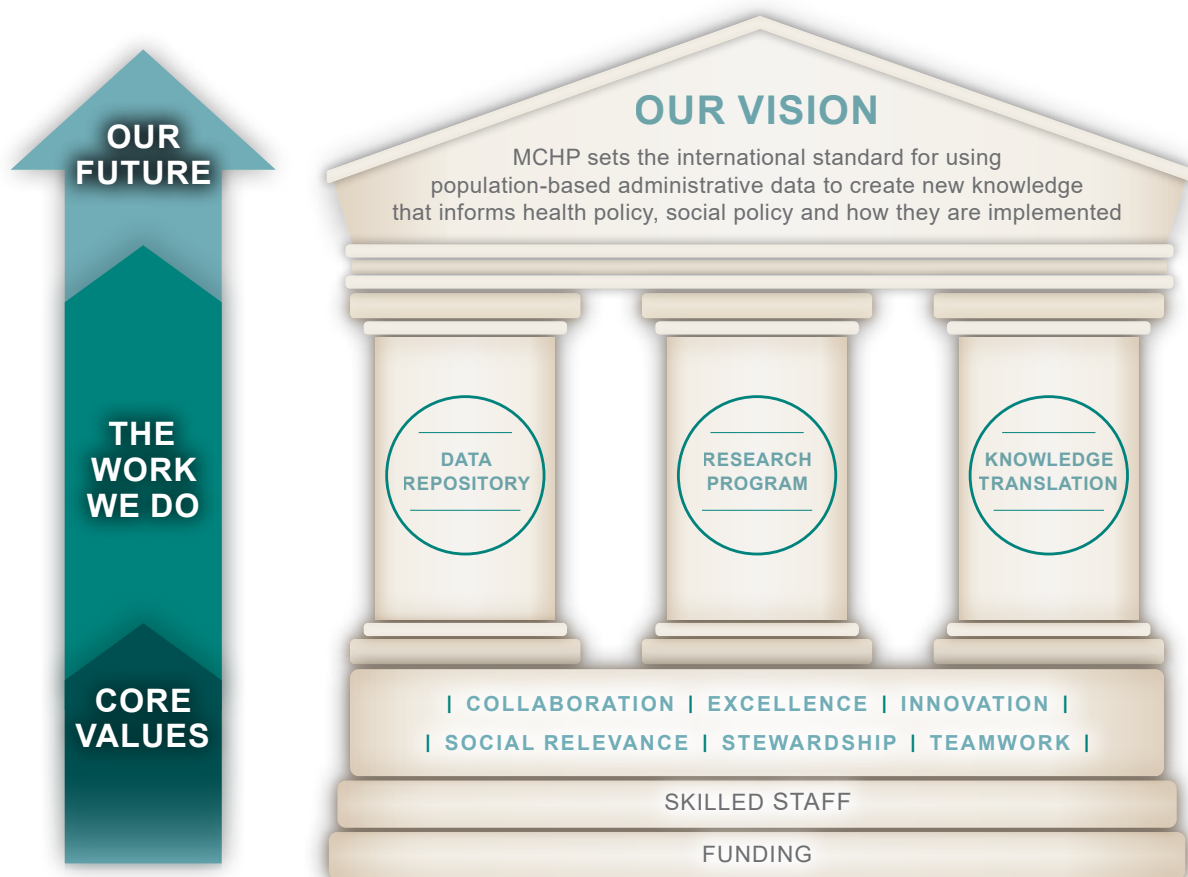 OUR
FUTURE
THE
WORK
WE DO
CORE
VALUES
OUR VISION
MCHP sets the international standard for using
population-based administrative data to create new knowledge
that informs health policy, social policy and how they are implemented
DATA
REPOSITORY
RESEARCH
PROGRAM
KNOWLEDGE
TRANSLATION
| COLLABORATION | EXCELLENCE | INNOVATION |
| SOCIAL RELEVANCE | STEWARDSHIP | TEAMWORK |
SKILLED STAFF
FUNDING